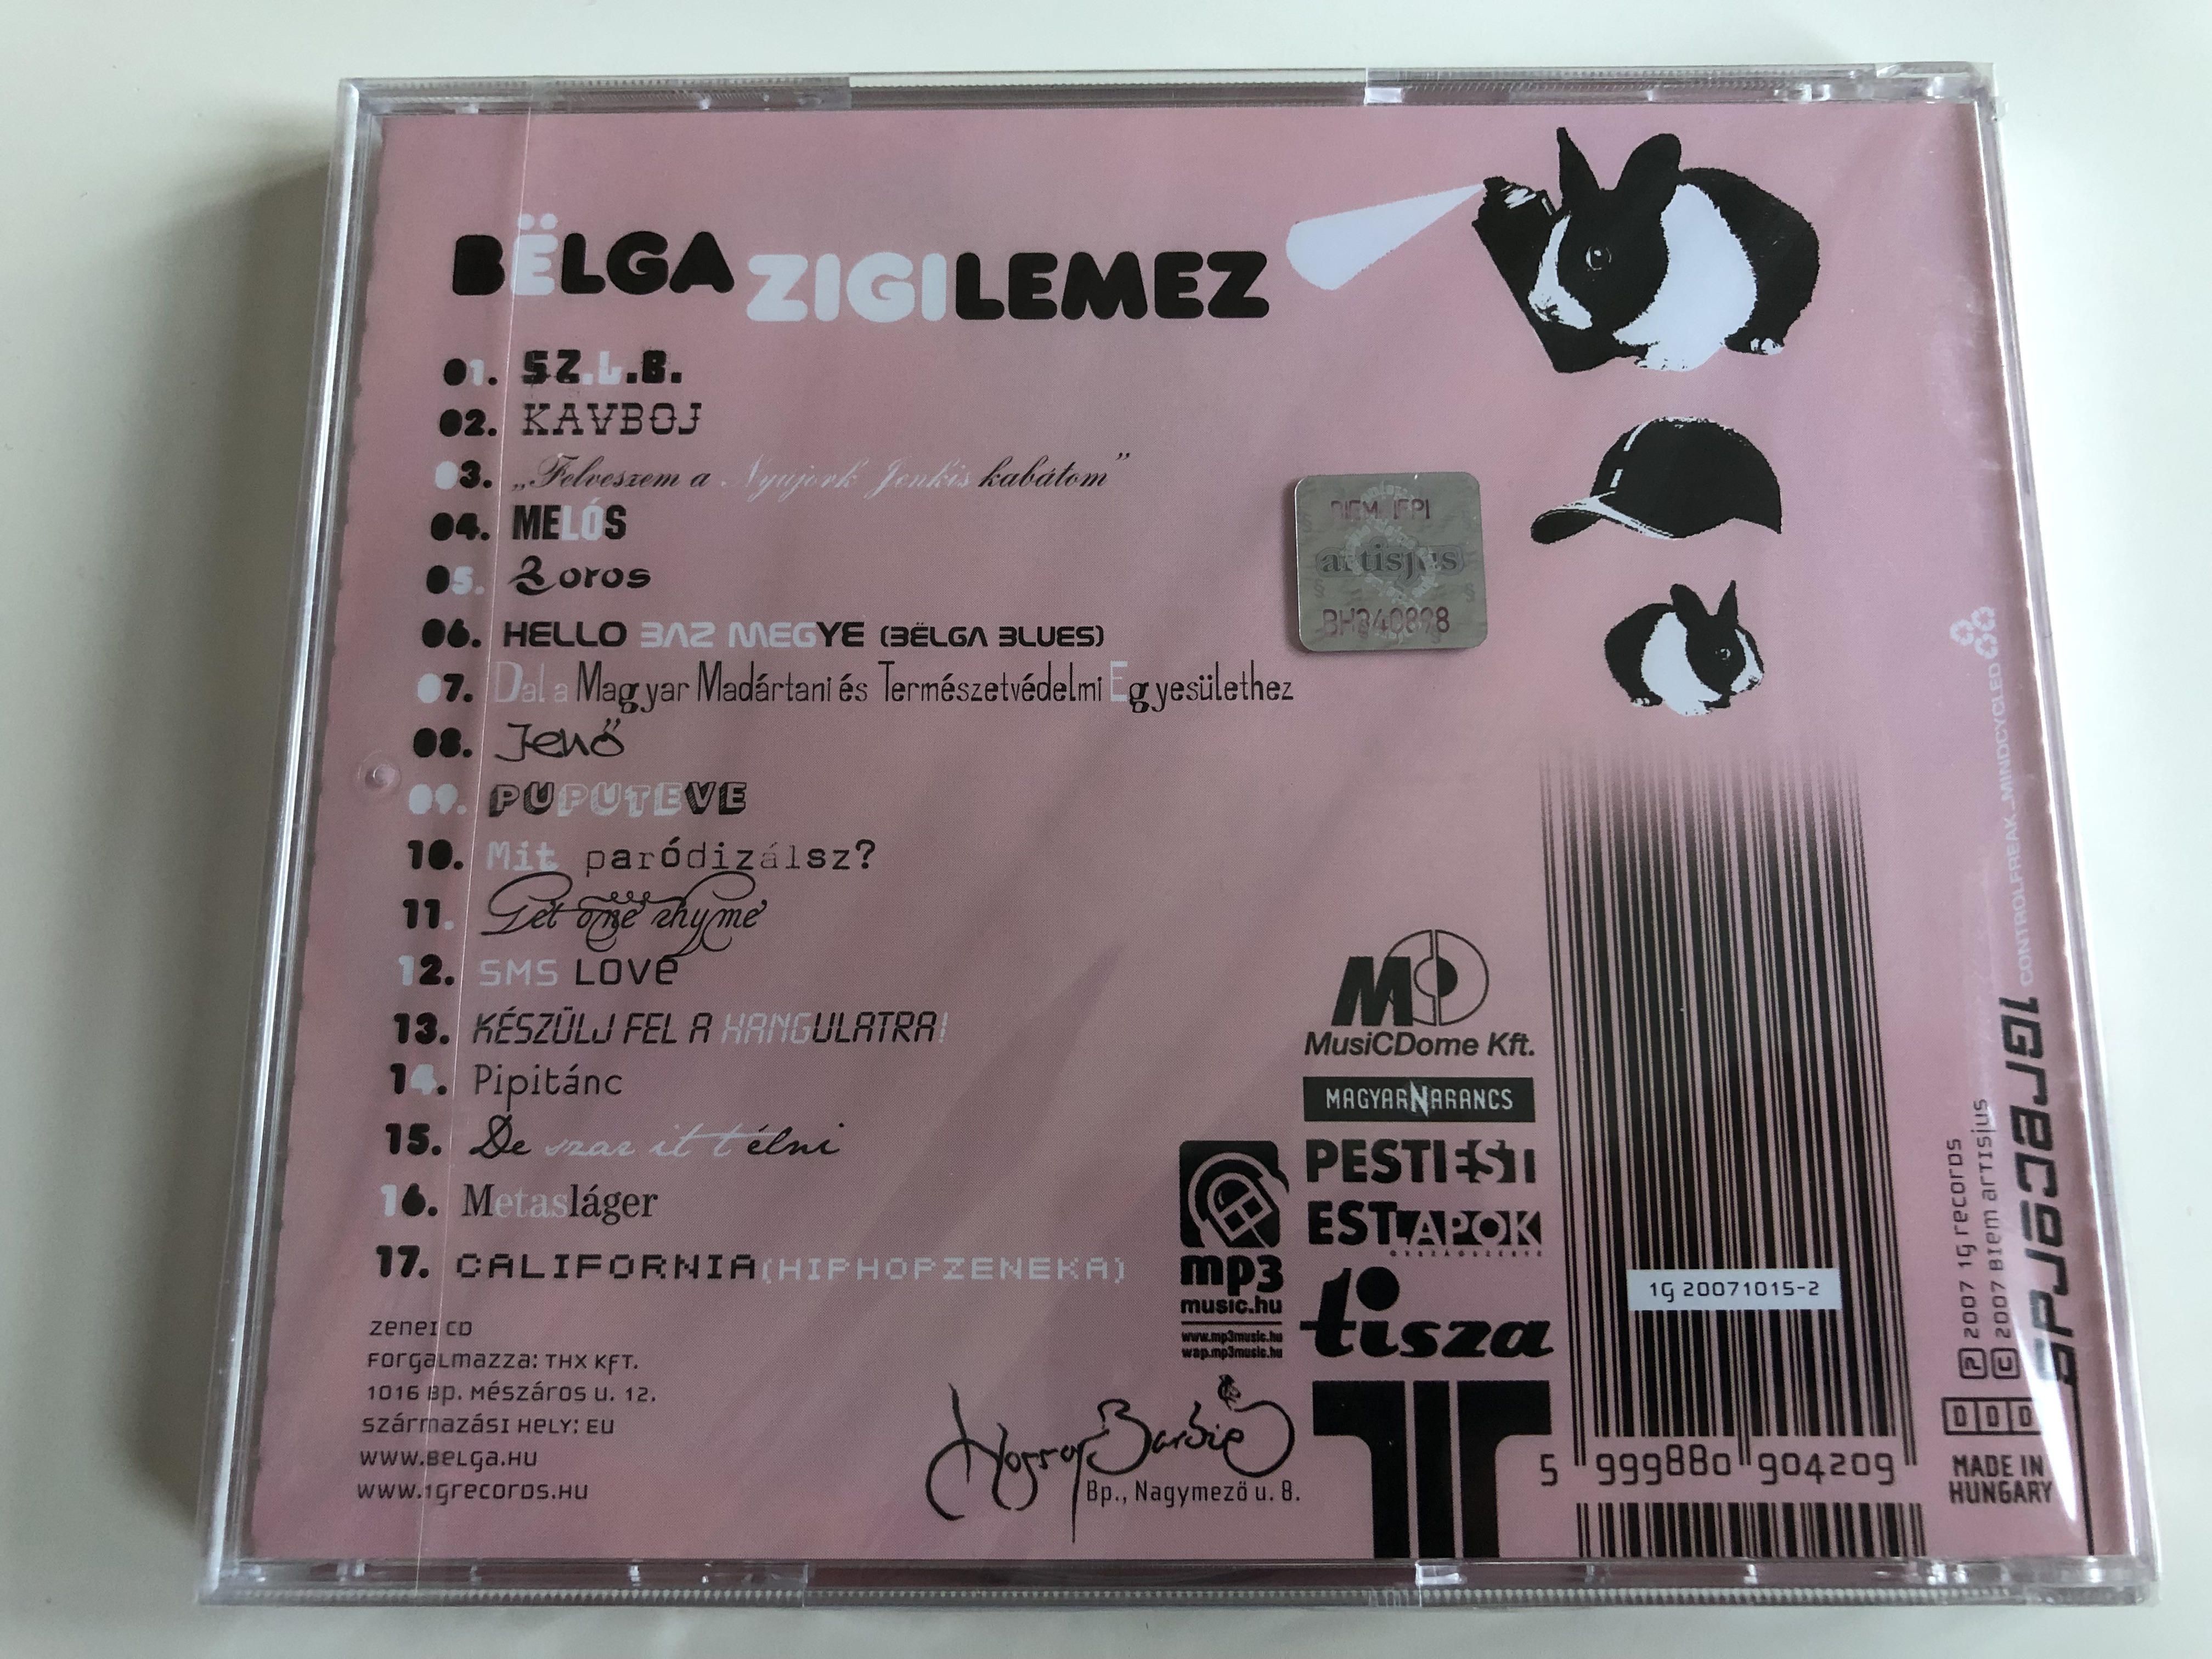 BËLGA ZIGILEMEZ
01. SZ.L.B.
02. KAVBOJ
03. „Felveszem a Nyujork Jenkis kabátom”
04. MELÓS
05. Zoros
06. HELLO BAZ MEGYE (BËLGA BLUES)
07. Dal a Magyar Madártani és Természetvédelmi Egyesülethez
08. Jenő
09. PUPUTEVE
10. Mit paródizálsz?
11. Get one rhyme
12. SMS LOVE
13. KÉSZÜLJ FEL A HANGULATRA!
14. Pipitánc
15. De szar itt élni
16. Metasláger
17. CALIFORNIA (HIPHOPZENEKA)
zenei CD
Forgalmazza: THX KFT.
1016 Bp. Mészáros u. 12.
származási hely: EU
www.belga.hu
www.1grecords.hu
BIEM IFPI
artisjus
BH340898
MusiCDome Kft.
MAGYARNARANCS
PESTIEST
ESTLAPOK
ORSZÁGSZERTE
mp3
music.hu
www.mp3music.hu
wap.mp3music.hu
tisza
HorrorBarbie
Bp., Nagymező u. 8.
1G 20071015-2
5 999880 904209
CONTROLFREAK_MINDCYCLED
1Grecords
P 2007 1G records
C 2007 BIEM artisjus
DDD
MADE IN
HUNGARY